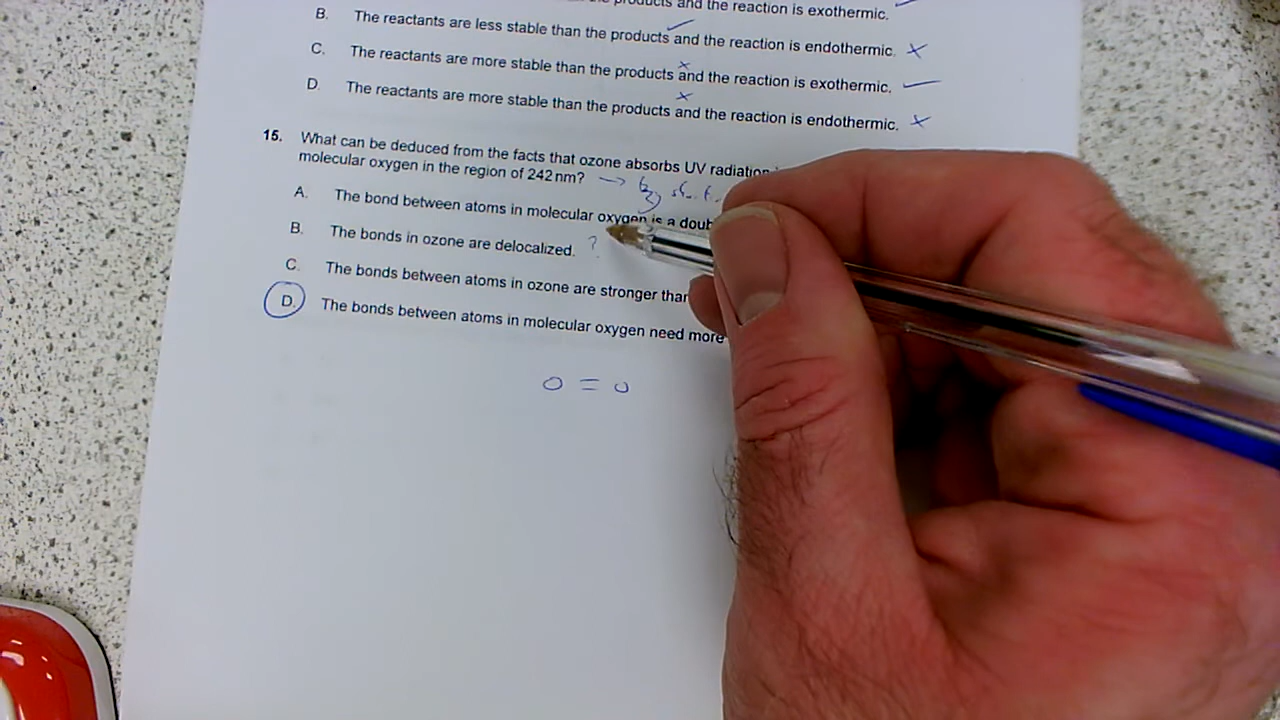 products and the reaction is exothermic.
B. The reactants are less stable than the products and the reaction is endothermic.
C. The reactants are more stable than the products and the reaction is exothermic.
D. The reactants are more stable than the products and the reaction is endothermic.
15. What can be deduced from the facts that ozone absorbs UV radiation
molecular oxygen in the region of 242 nm? →
A. The bond between atoms in molecular oxygen is a
B. The bonds in ozone are delocalized. ?
C. The bonds between atoms in ozone are stronger than
D. The bonds between atoms in molecular oxygen need more
O = O